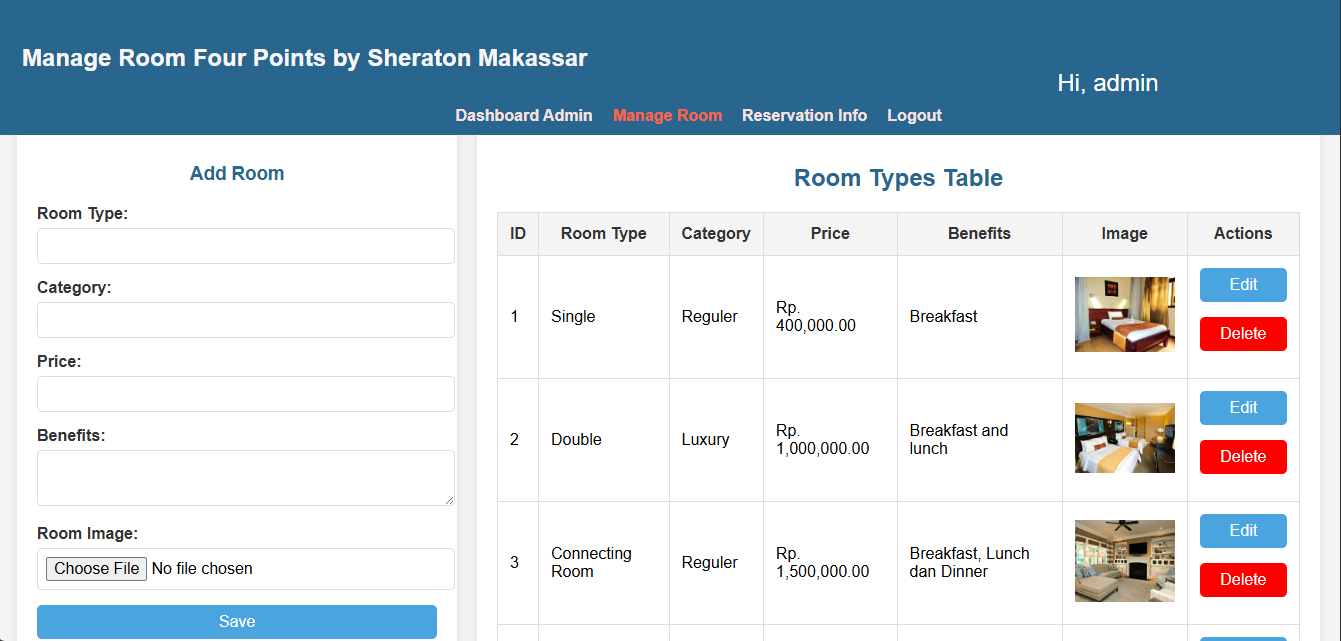 Manage Room Four Points by Sheraton Makassar
Hi, admin
Dashboard Admin Manage Room Reservation Info Logout
Add Room
Room Type:
Category:
Price:
Benefits:
Room Image:
Choose File No file chosen
Save
Room Types Table
ID Room Type Category Price Benefits Image Actions
1 Single Reguler Rp. 400,000.00 Breakfast Edit Delete
2 Double Luxury Rp. 1,000,000.00 Breakfast and lunch Edit Delete
3 Connecting Room Reguler Rp. 1,500,000.00 Breakfast, Lunch dan Dinner Edit Delete